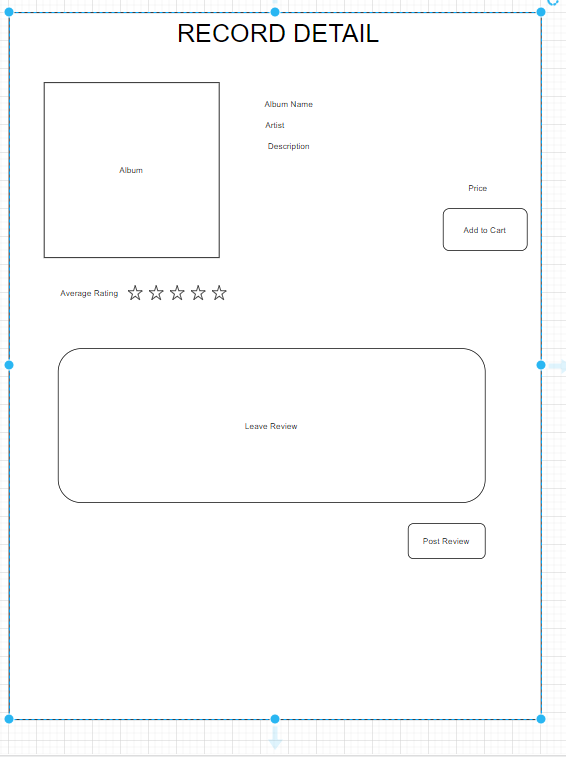 RECORD DETAIL
Album Name
Artist
Description
Album
Price
Add to Cart
Average Rating
Leave Review
Post Review